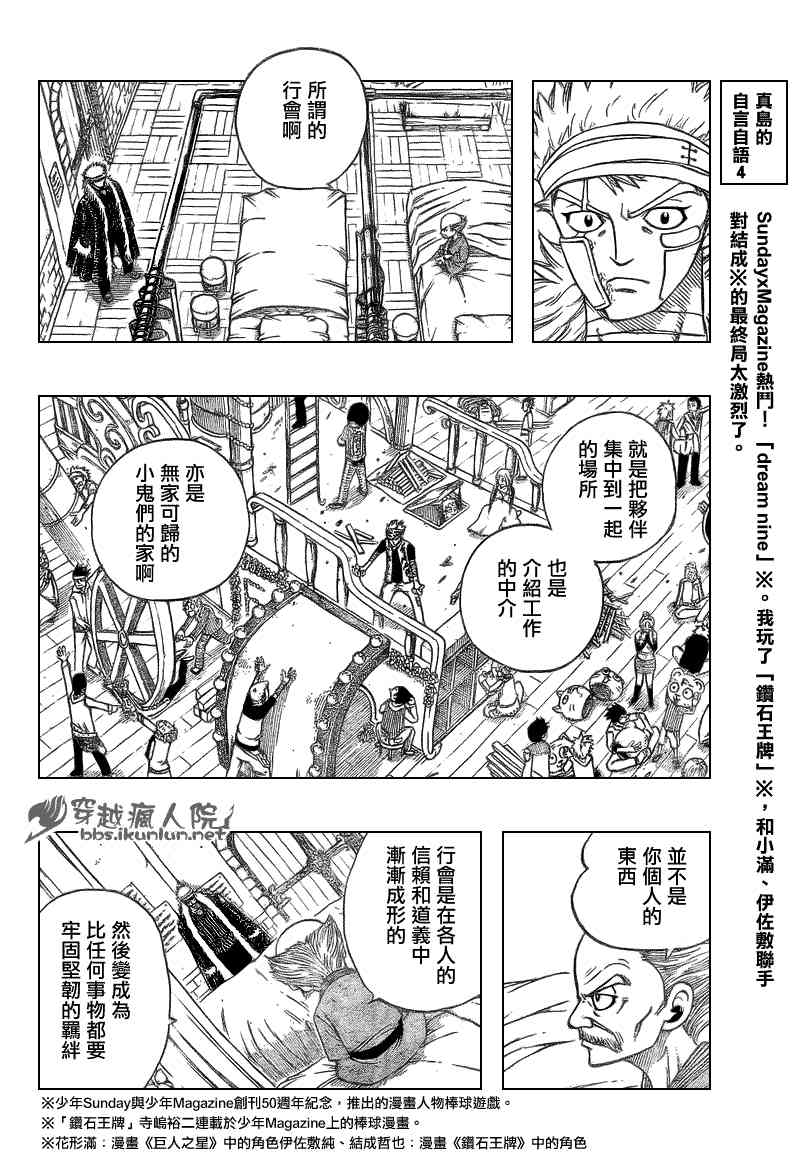 真島的
自言自語4
SundayxMagazine熱鬥！「dream nine」※。我玩了「鑽石王牌」※，和小滿、伊佐敷聯手
對結成※的最終局太激烈了。
所謂的
行會啊
就是把夥伴
集中到一起
的場所
也是
介紹工作
的中介
亦是
無家可歸的
小鬼們的家啊
穿越瘋人院
bbs.ikunlun.net
並不是
你個人的
東西
行會是在各人的
信賴和道義中
漸漸成形的
然後變成為
比任何事物都要
牢固堅韌的羈絆
※少年Sunday與少年Magazine創刊50週年紀念，推出的漫畫人物棒球遊戲。
※「鑽石王牌」寺嶋裕二連載於少年Magazine上的棒球漫畫。
※花形滿：漫畫《巨人之星》中的角色伊佐敷純、結成哲也：漫畫《鑽石王牌》中的角色